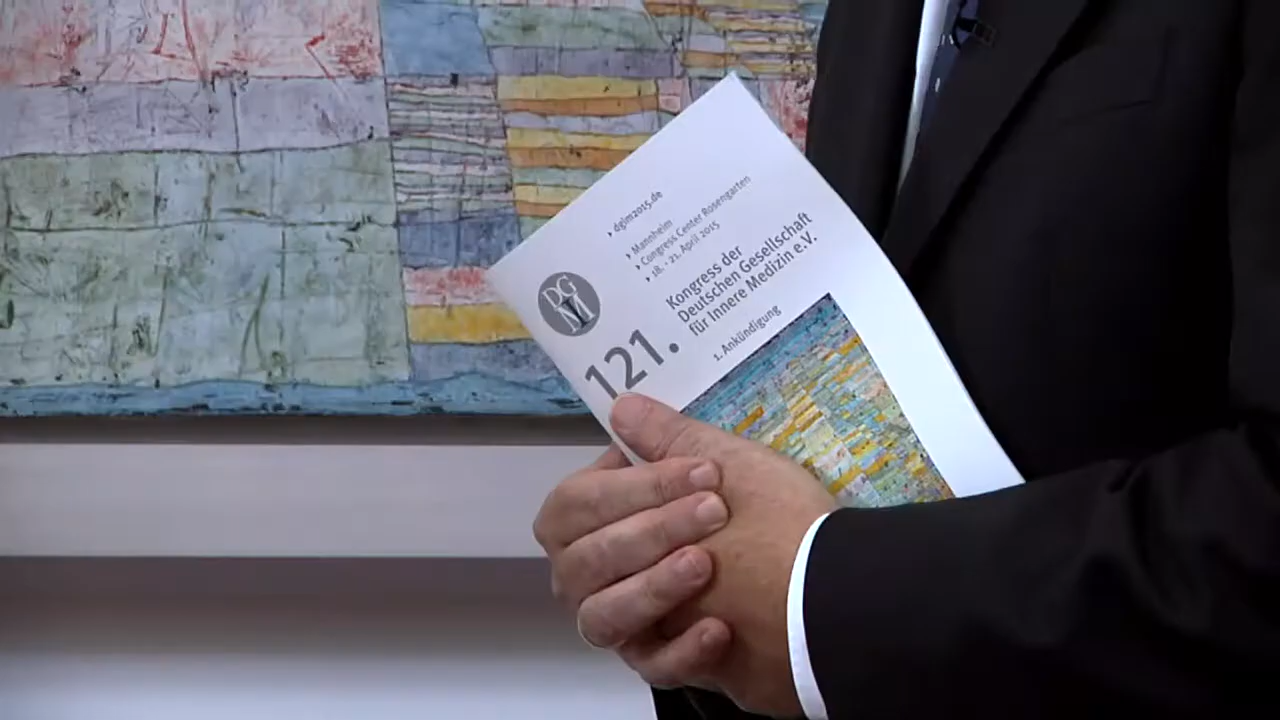 › dgim2015.de
› Mannheim
› Congress Center Rosengarten
› 18. - 21. April 2015
DGIM
121.
Kongress der
Deutschen Gesellschaft
für Innere Medizin e.V.
1. Ankündigung